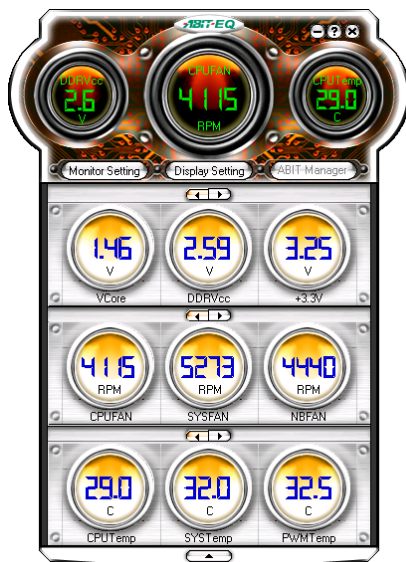 ABIT-EQ
DDRVcc
2.6
V
CPUFAN
4115
RPM
CPUTemp
29.0
C
Monitor Setting
Display Setting
ABIT Manager
1.46
V
VCore
2.59
V
DDRVcc
3.25
V
+3.3V
4115
RPM
CPUFAN
5273
RPM
SYSFAN
4440
RPM
NBFAN
29.0
C
CPUTemp
32.0
C
SYSTemp
32.5
C
PWMTemp